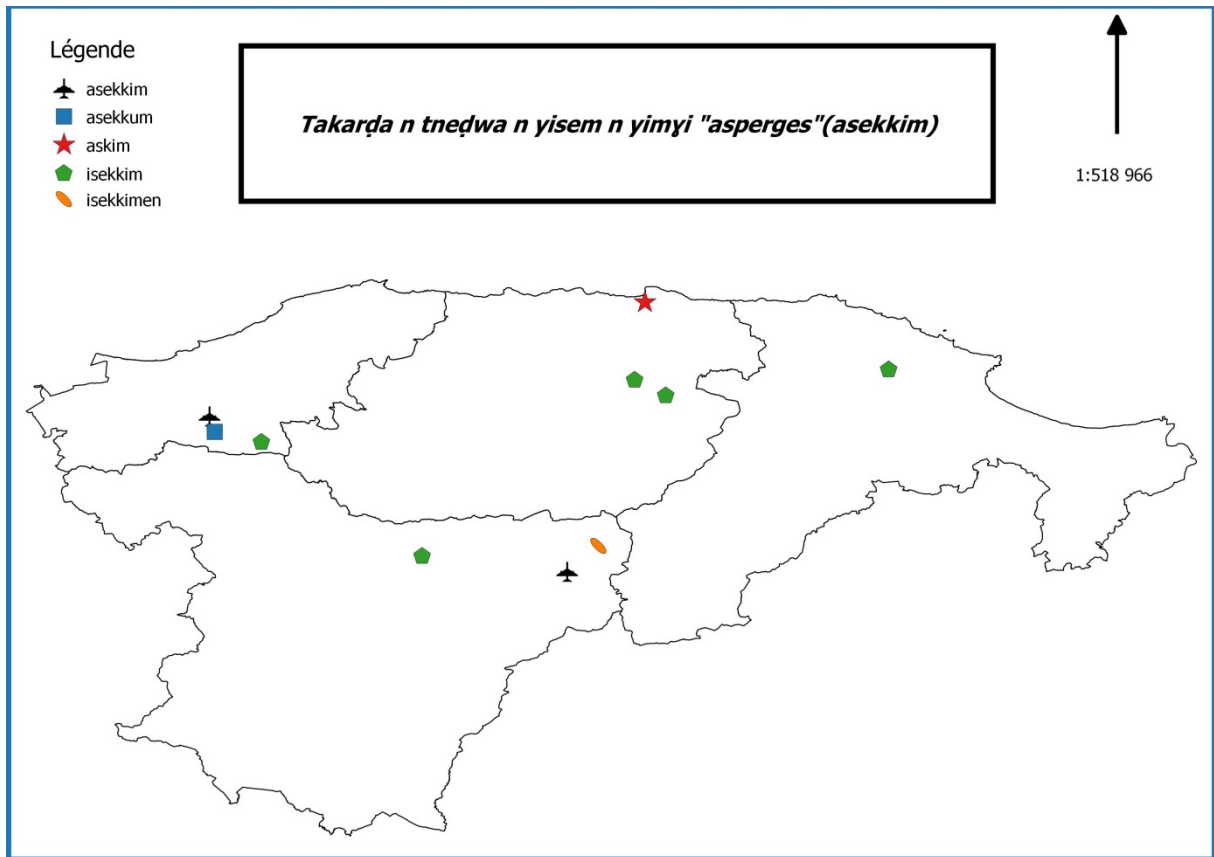 Légende
asekkim
asekkum
askim
isekkim
isekkimen
Takarḍa n tneḍwa n yisem n yimɣi "asperges"(asekkim)
1:518 966